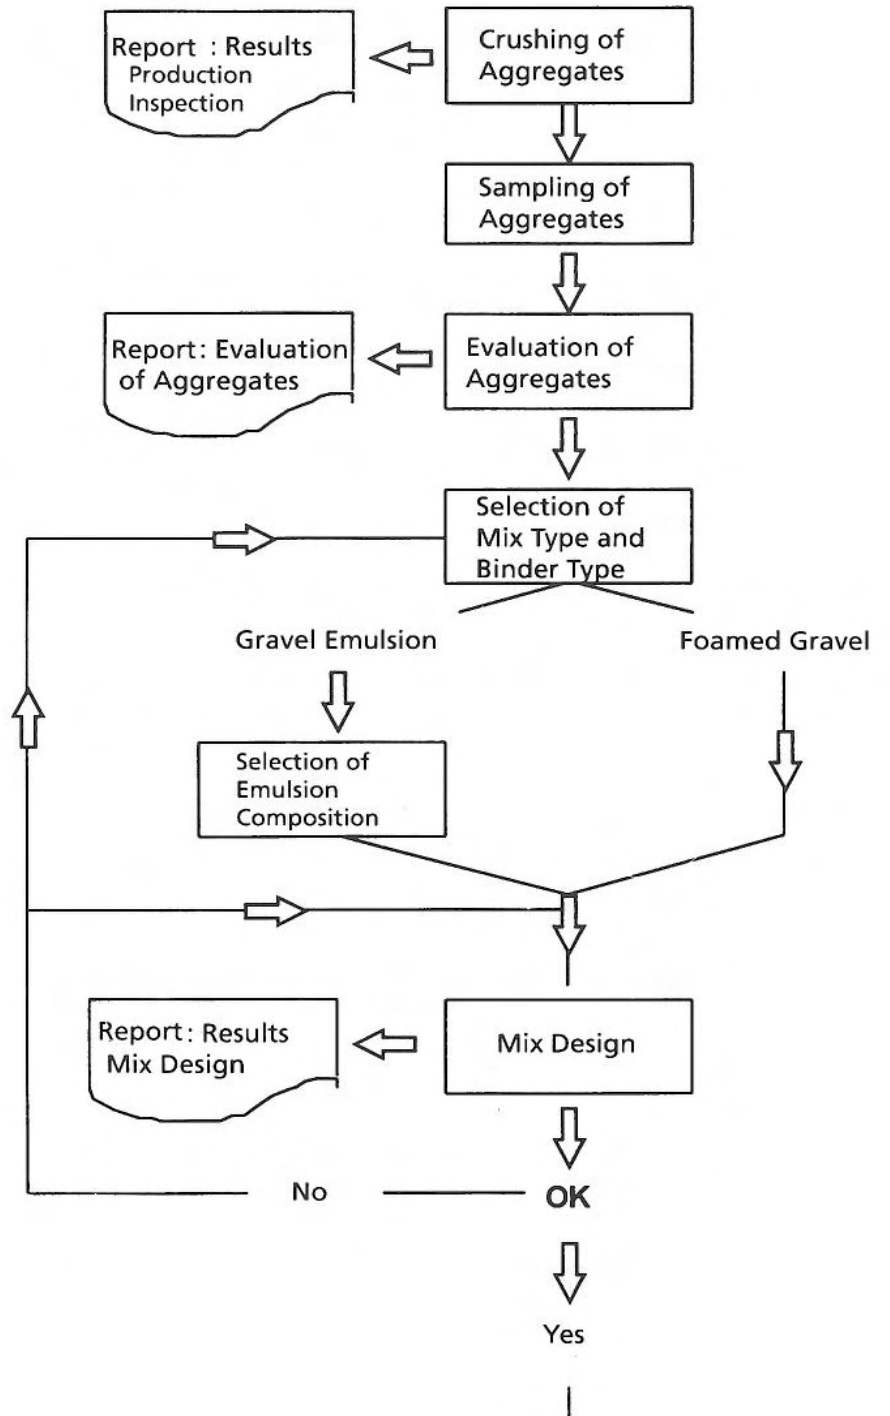 Report : Results
Production
Inspection
Crushing of
Aggregates
Sampling of
Aggregates
Report: Evaluation
of Aggregates
Evaluation of
Aggregates
Selection of
Mix Type and
Binder Type
Gravel Emulsion
Foamed Gravel
Selection of
Emulsion
Composition
Report: Results
Mix Design
Mix Design
No
OK
Yes